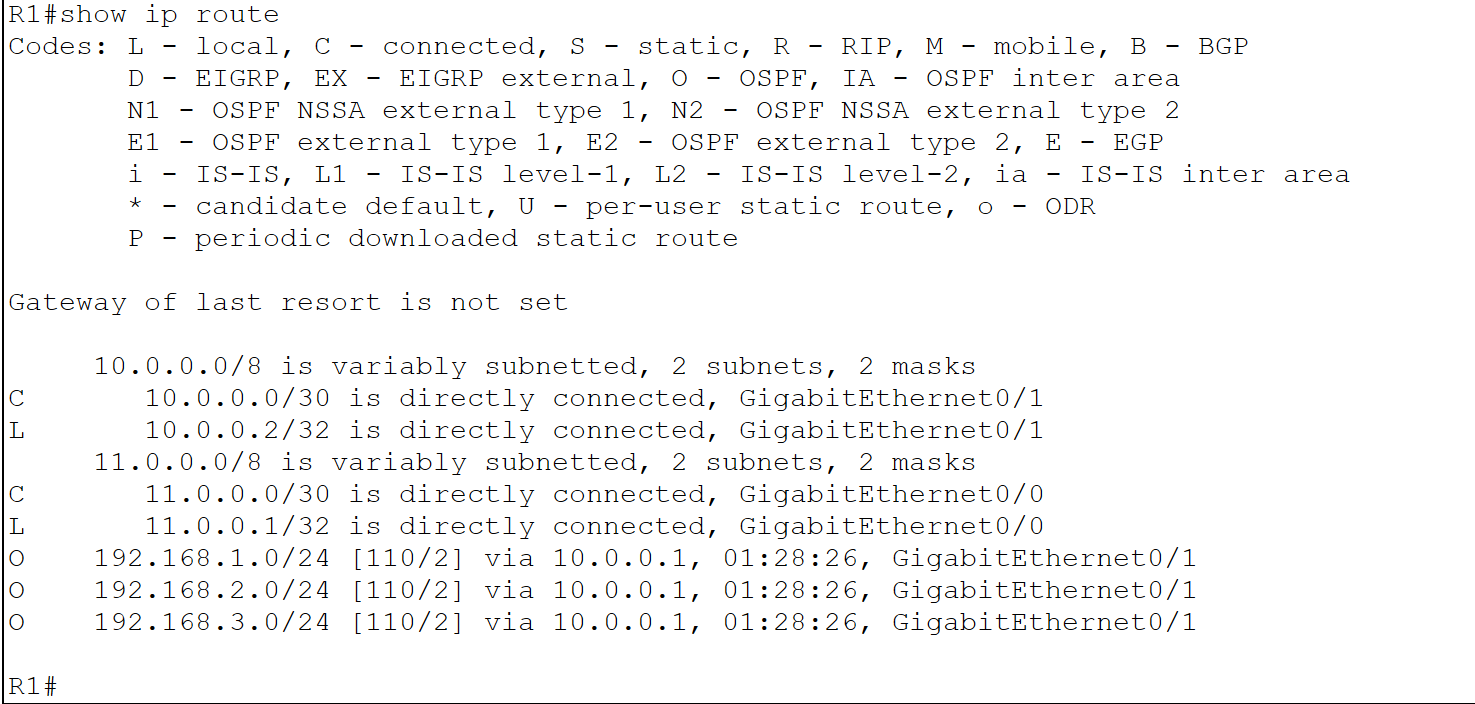 R1#show ip route
Codes: L - local, C - connected, S - static, R - RIP, M - mobile, B - BGP
       D - EIGRP, EX - EIGRP external, O - OSPF, IA - OSPF inter area
       N1 - OSPF NSSA external type 1, N2 - OSPF NSSA external type 2
       E1 - OSPF external type 1, E2 - OSPF external type 2, E - EGP
       i - IS-IS, L1 - IS-IS level-1, L2 - IS-IS level-2, ia - IS-IS inter area
       * - candidate default, U - per-user static route, o - ODR
       P - periodic downloaded static route

Gateway of last resort is not set

     10.0.0.0/8 is variably subnetted, 2 subnets, 2 masks
C       10.0.0.0/30 is directly connected, GigabitEthernet0/1
L       10.0.0.2/32 is directly connected, GigabitEthernet0/1
     11.0.0.0/8 is variably subnetted, 2 subnets, 2 masks
C       11.0.0.0/30 is directly connected, GigabitEthernet0/0
L       11.0.0.1/32 is directly connected, GigabitEthernet0/0
O    192.168.1.0/24 [110/2] via 10.0.0.1, 01:28:26, GigabitEthernet0/1
O    192.168.2.0/24 [110/2] via 10.0.0.1, 01:28:26, GigabitEthernet0/1
O    192.168.3.0/24 [110/2] via 10.0.0.1, 01:28:26, GigabitEthernet0/1

R1#